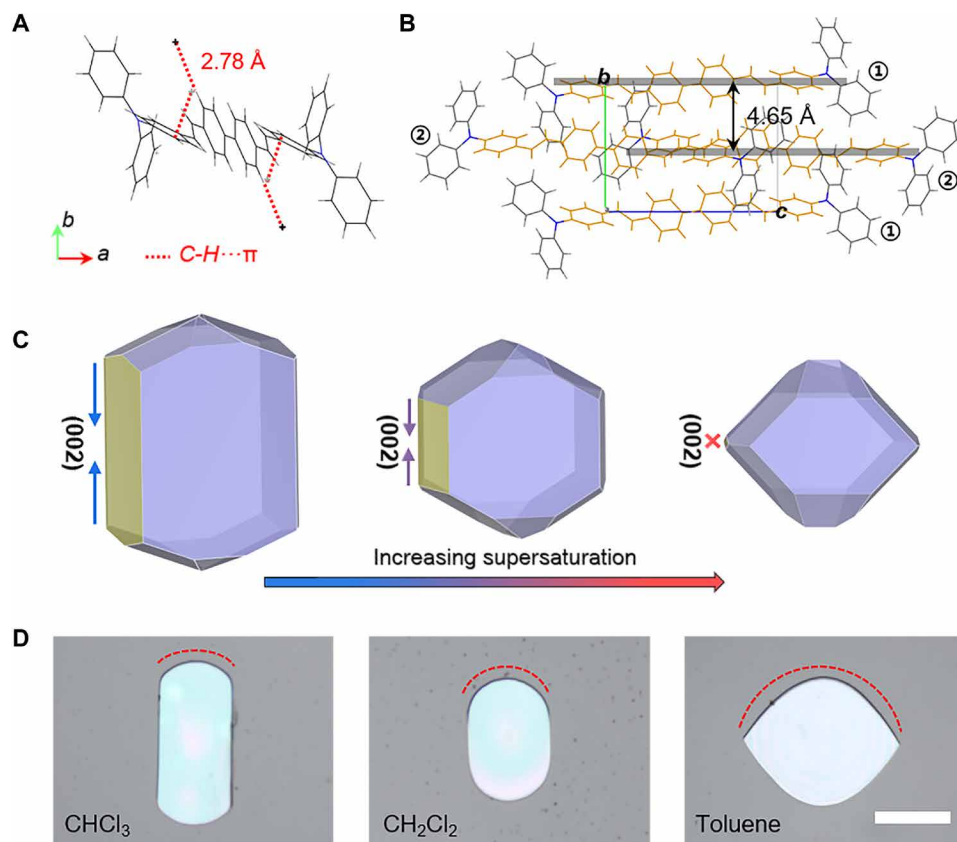 A
2.78 Å
b
a
C-H···π
B
b
①
4.65 Å
②
②
c
①
C
(002)
(002)
(002)
Increasing supersaturation
D
CHCl₃
CH₂Cl₂
Toluene